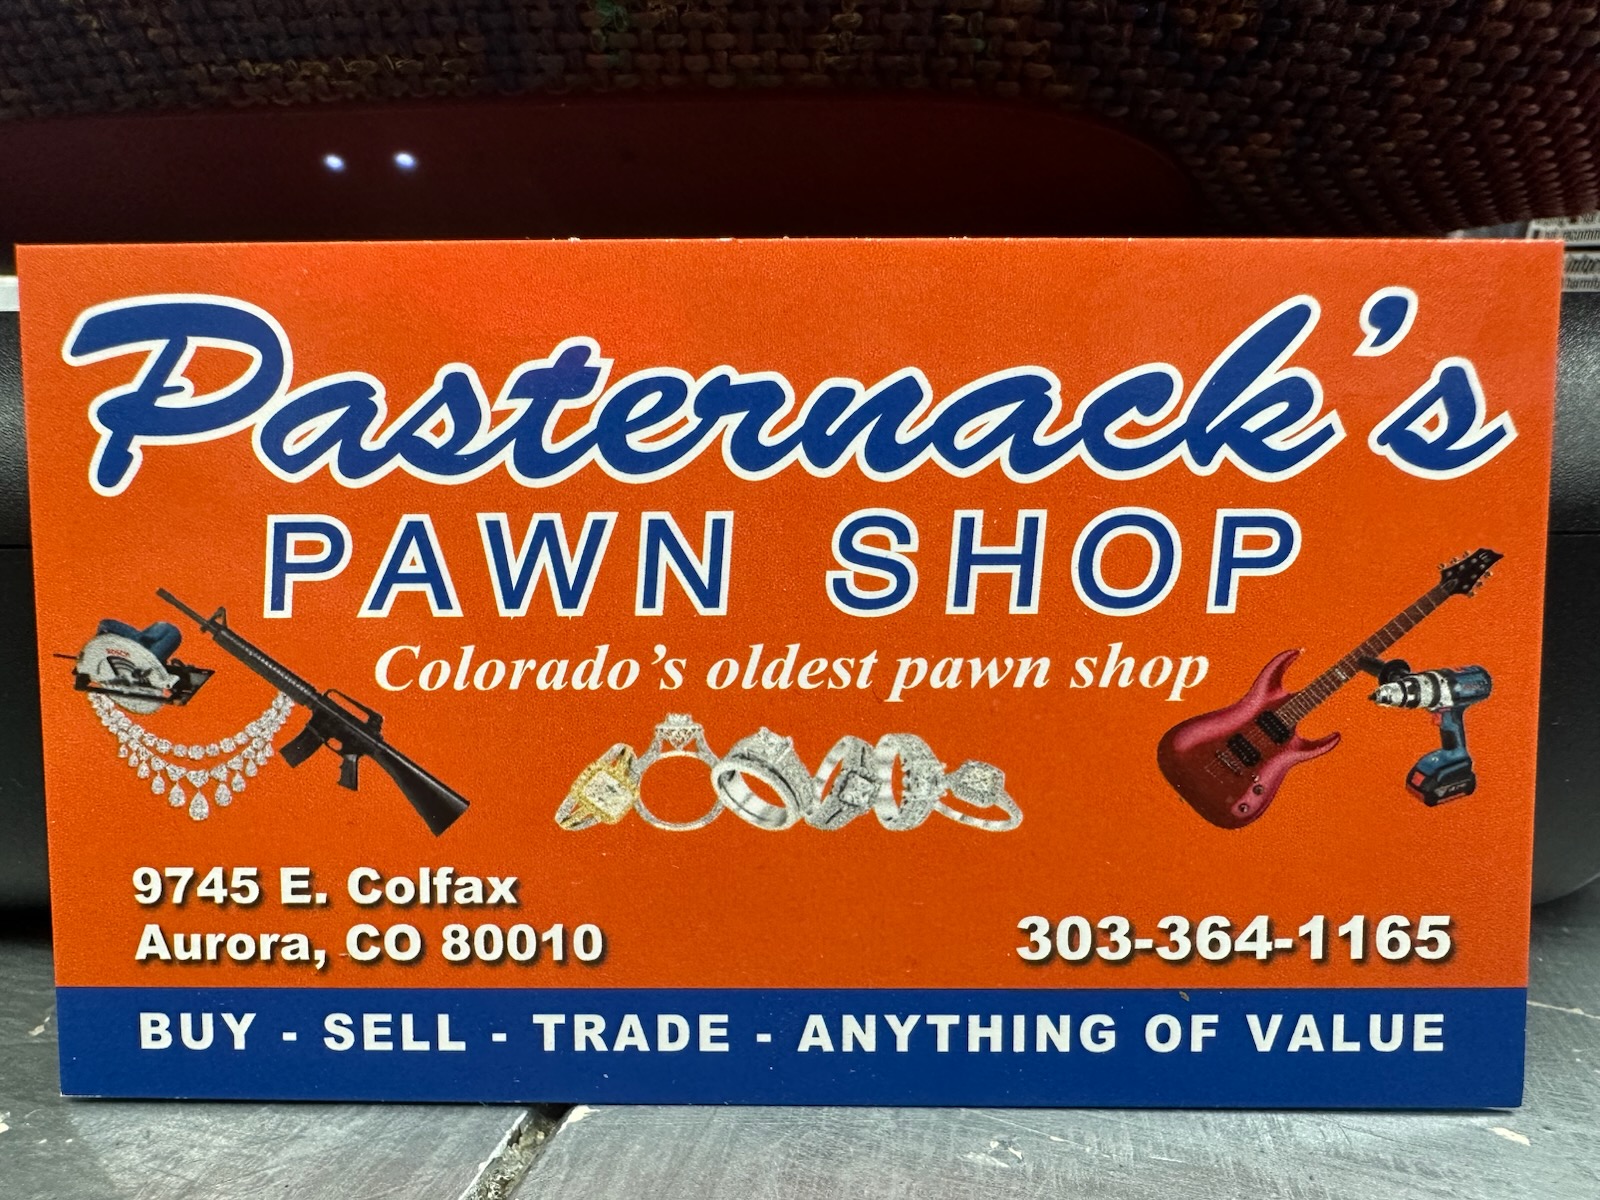 Pasternack's
PAWN SHOP
Colorado's oldest pawn shop
9745 E. Colfax
Aurora, CO 80010
303-364-1165
BUY - SELL - TRADE - ANYTHING OF VALUE